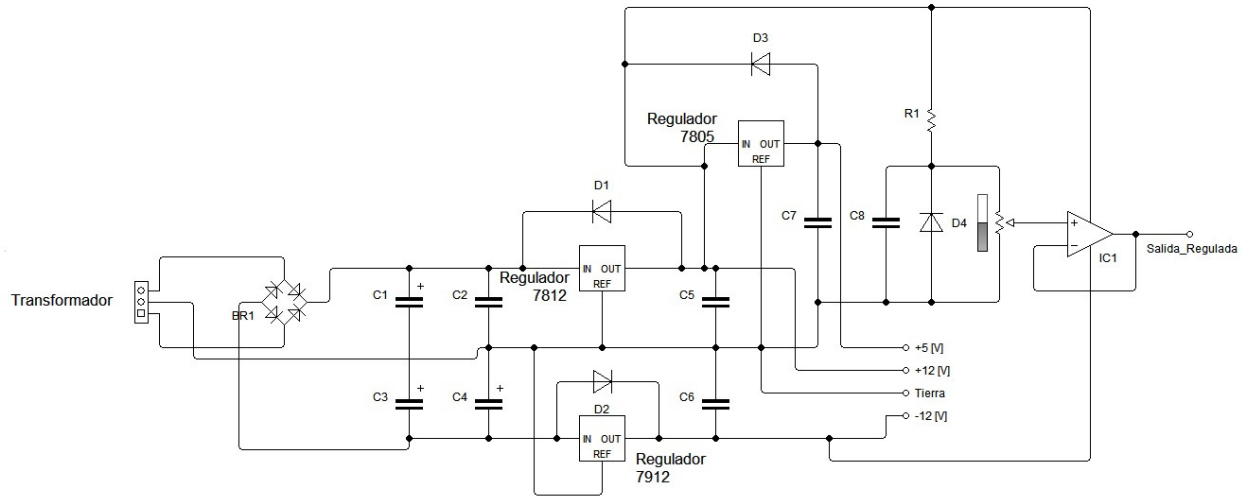 D3
R1
Regulador
7805
IN OUT
REF
D1
C7
C8
D4
+
−
IC1
Salida_Regulada
Regulador
7812
IN OUT
REF
Transformador
BR1
C1
+
C2
C5
+5 [V]
+12 [V]
Tierra
-12 [V]
C3
+
C4
+
D2
C6
IN OUT
REF
Regulador
7912